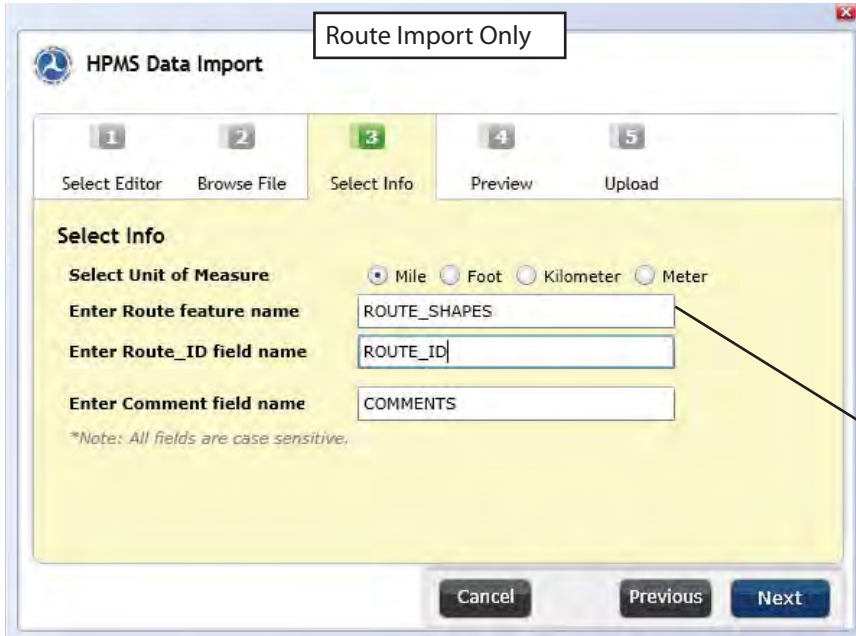 Route Import Only
HPMS Data Import
1 2 3 4 5
Select Editor Browse File Select Info Preview Upload
Select Info
Select Unit of Measure Mile Foot Kilometer Meter
Enter Route feature name ROUTE_SHAPES
Enter Route_ID field name ROUTE_ID
Enter Comment field name COMMENTS
*Note: All fields are case sensitive.
Cancel Previous Next